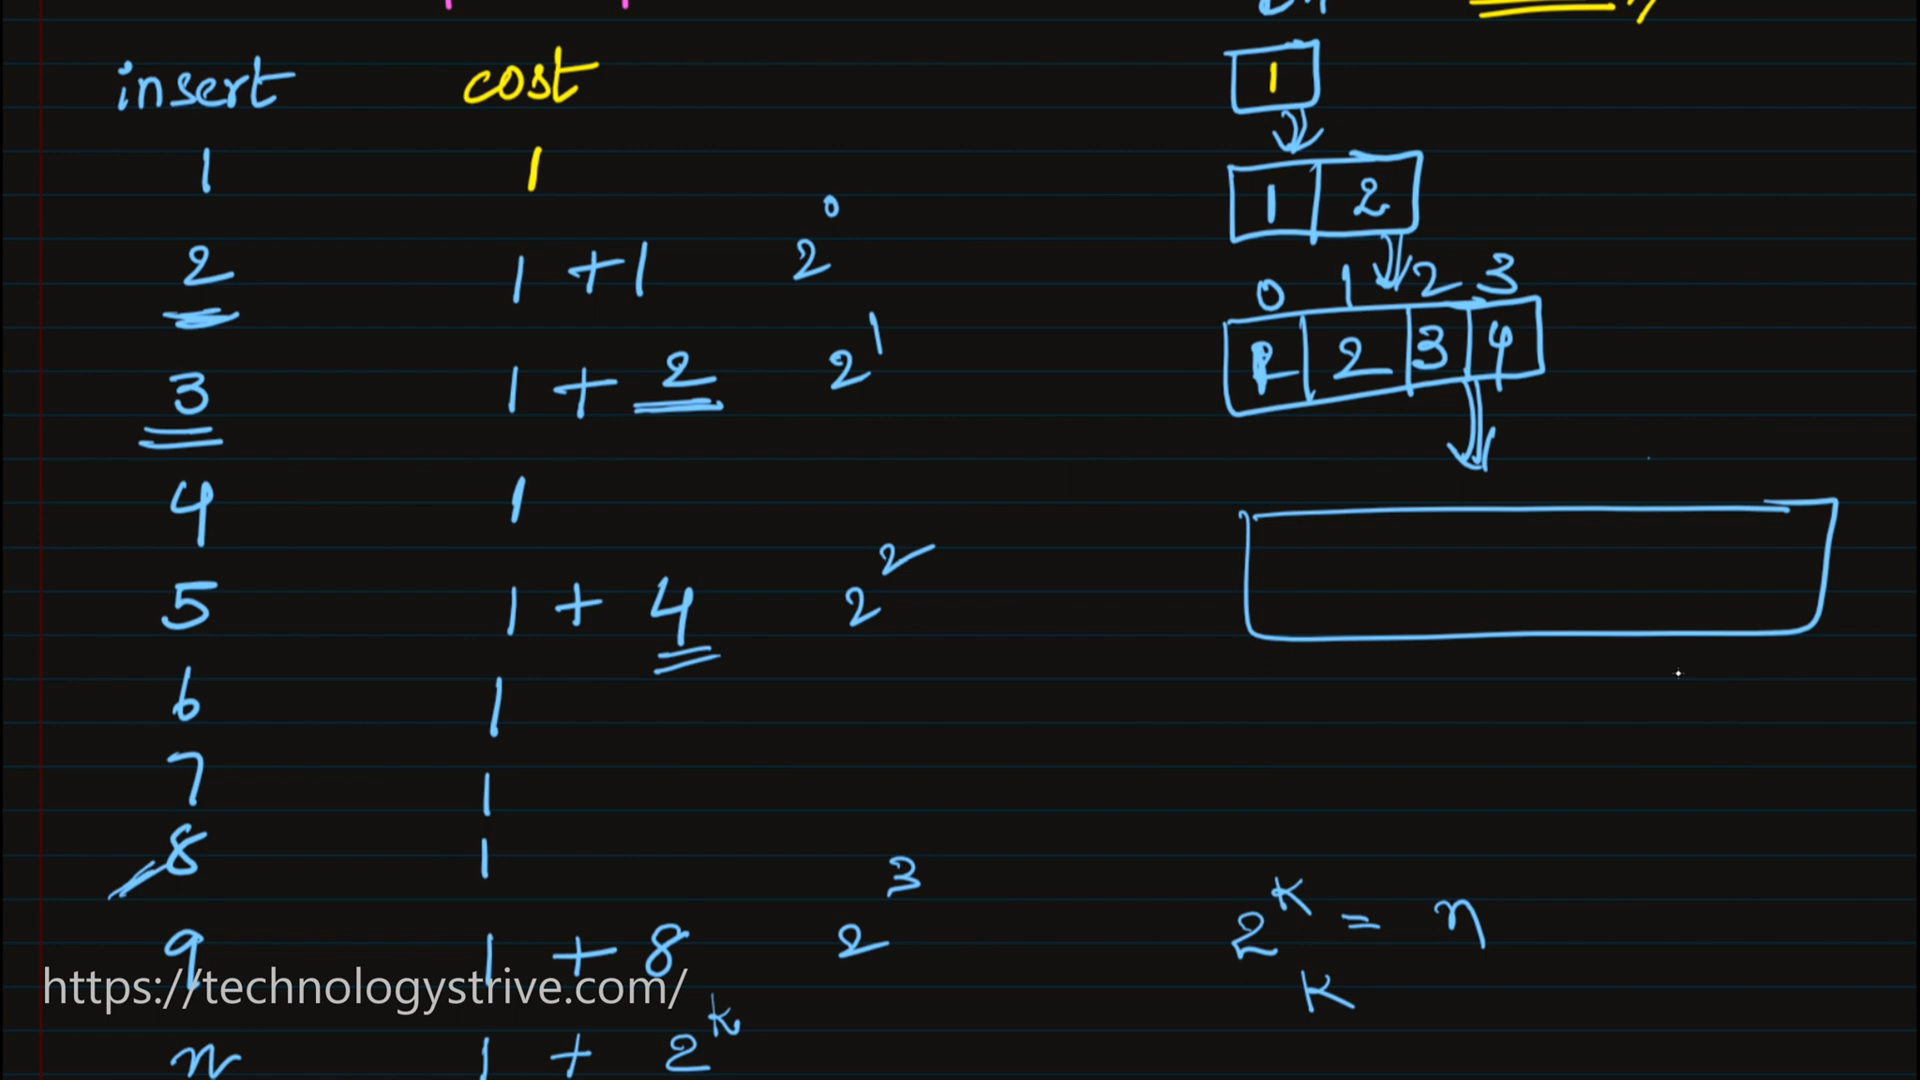 insert cost
1 1
2 1 + 1 2^0
3 1 + 2 2^1
4 1
5 1 + 4 2^2
6 1
7 1
8 1
9 1 + 8 2^3
n 1 + 2^k
1
1 2
0 1 2 3
1 2 3 4
2^k = n
k
https://technologystrive.com/